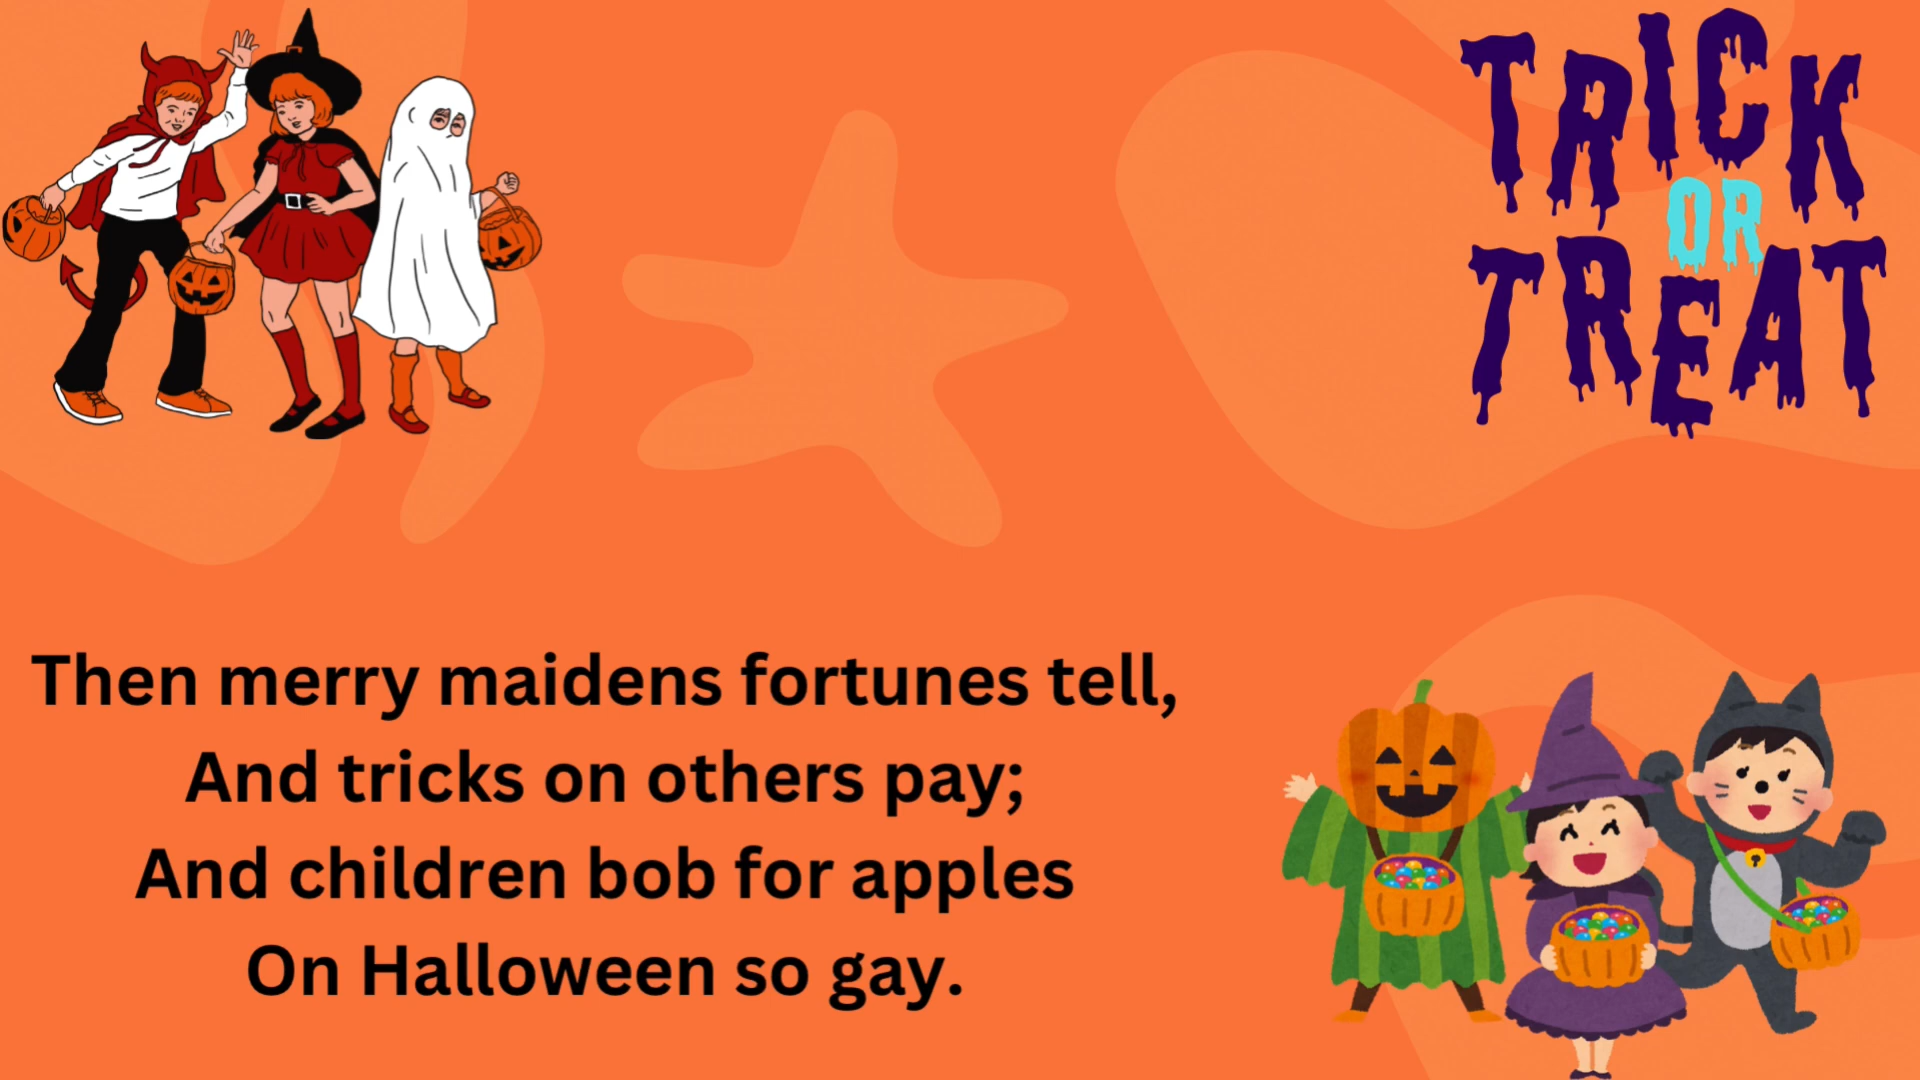 TRICK
OR
TREAT
Then merry maidens fortunes tell,
And tricks on others pay;
And children bob for apples
On Halloween so gay.